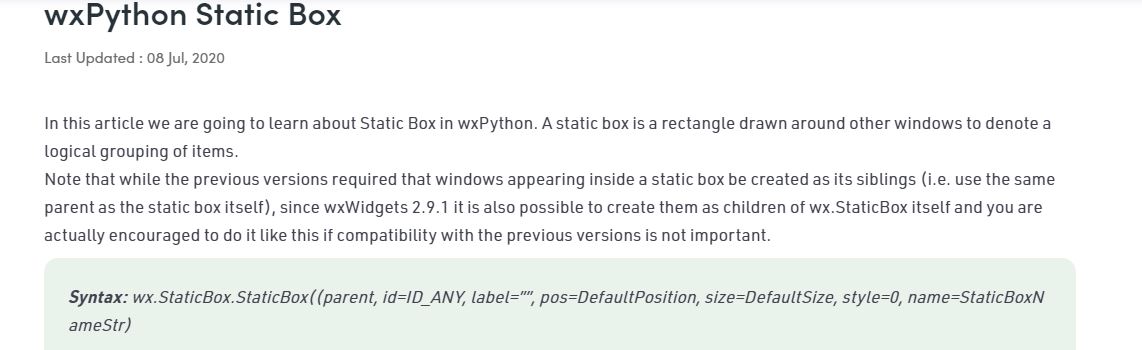 wxPython Static Box
Last Updated : 08 Jul, 2020
In this article we are going to learn about Static Box in wxPython. A static box is a rectangle drawn around other windows to denote a
logical grouping of items.
Note that while the previous versions required that windows appearing inside a static box be created as its siblings (i.e. use the same
parent as the static box itself), since wxWidgets 2.9.1 it is also possible to create them as children of wx.StaticBox itself and you are
actually encouraged to do it like this if compatibility with the previous versions is not important.
Syntax: wx.StaticBox.StaticBox((parent, id=ID_ANY, label=””, pos=DefaultPosition, size=DefaultSize, style=0, name=StaticBoxN
ameStr)